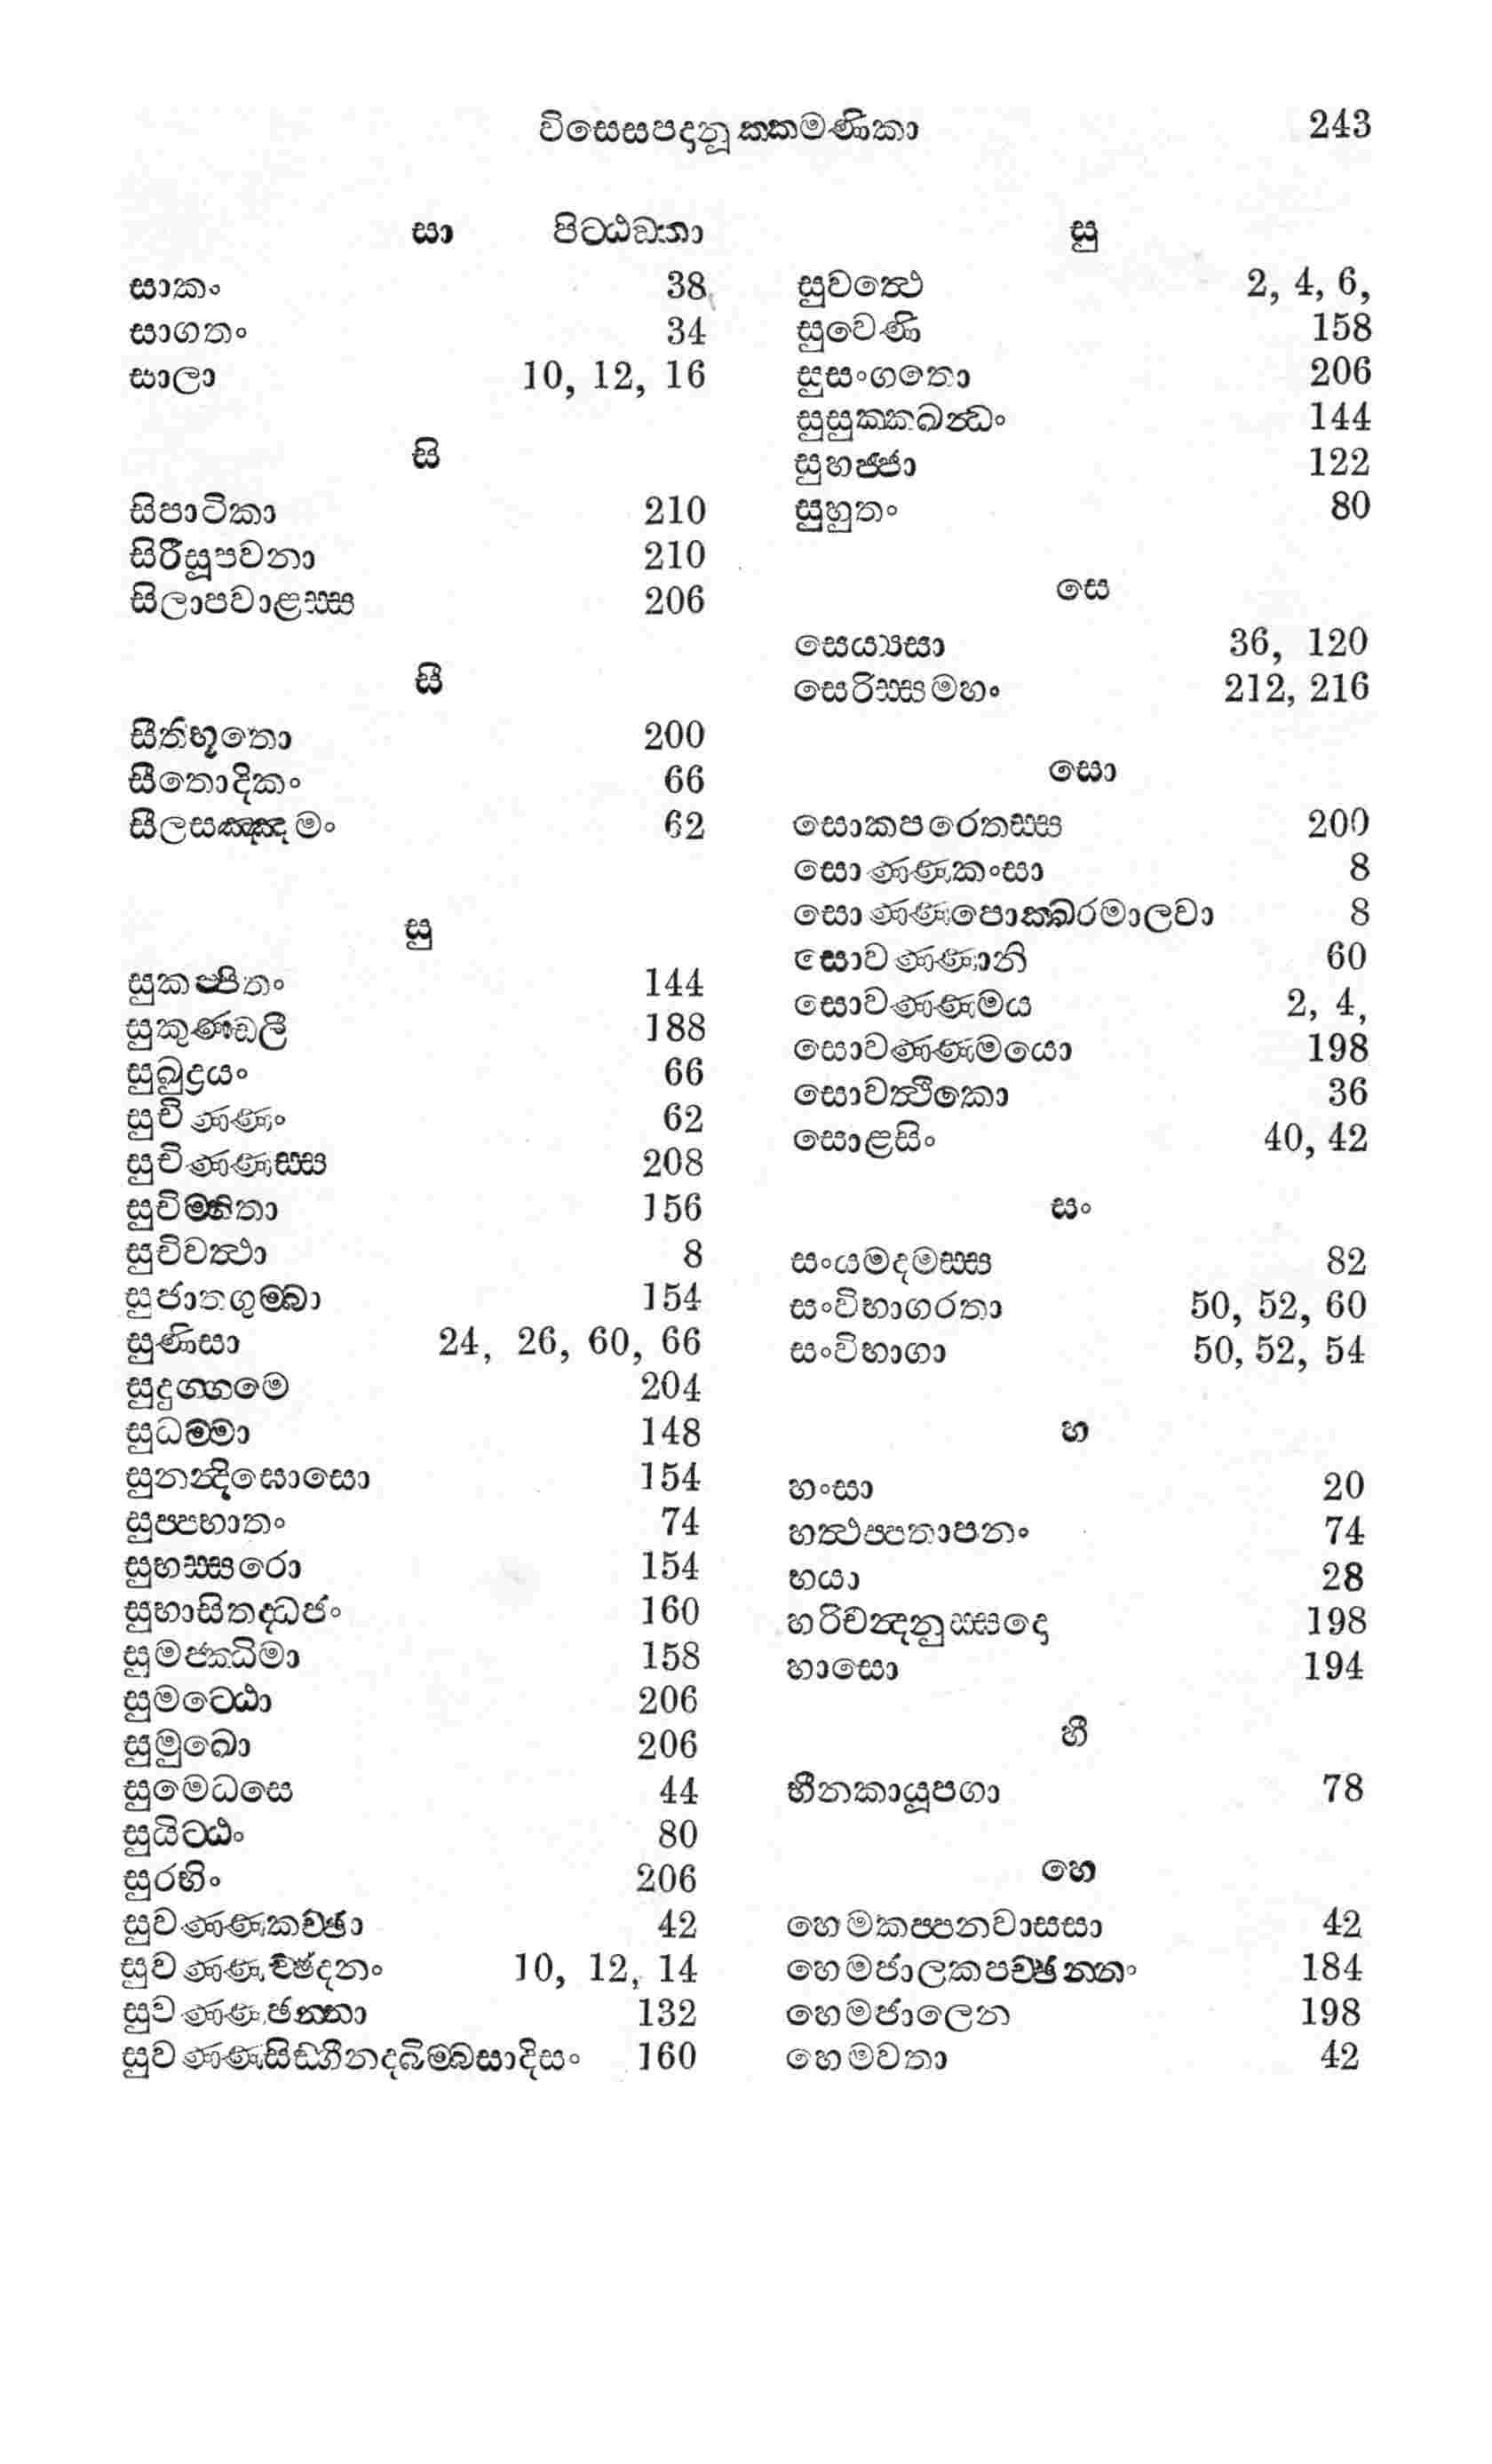 විසෙසපදානූක්කමණිකා 243
සා පිට්ඨඞ්කා
සාකං 38
සාගතං 34
සාලා 10, 12, 16
සි
සිපාටිකා 210
සිරීසූපවනා 210
සිලාපවාළස්ස 206
සී
සීතිභූතො 200
සීතොදිකං 66
සීලසඤ්ඤමං 62
සු
සුකප්පිතං 144
සුකුණ්ඩලී 188
සුඛුද්‍රයං 66
සුචිණ්ණං 62
සුචිණ්ණස්ස 208
සුචිම්හිතා 156
සුචිවත්ථා 8
සුජාතගුම්බා 154
සුණිසා 24, 26, 60, 66
සුදුග්ගමෙ 204
සුධම්මා 148
සුනන්දිඝොසො 154
සුප්පභාතං 74
සුභස්සරො 154
සුභාසිතද්ධජං 160
සුමජ්ඣිමා 158
සුමට්ඨො 206
සුමුඛො 206
සුමෙධසෙ 44
සුයිට්ඨං 80
සුරභිං 206
සුවණ්ණකච්ඡා 42
සුවණ්ණච්ඡදනං 10, 12, 14
සුවණ්ණඡන්නා 132
සුවණ්ණසිඞ්ගීනදබිම්බසාදිසං 160
සු
සුවත්ථෙ 2, 4, 6,
සුවෙණි 158
සුසංගතො 206
සුසුක්කඛන්ධං 144
සුහජ්ජා 122
සුහුතං 80
සෙ
සෙය්‍යසා 36, 120
සෙරිස්සමහං 212, 216
සො
සොකපරෙතස්ස 200
සොණ්ණකංසා 8
සොණ්ණපොක්ඛරමාලවා 8
සොවණ්ණානි 60
සොවණ්ණමය 2, 4,
සොවණ්ණමයො 198
සොවත්ථිකො 36
සොළසිං 40, 42
සං
සංයමදමස්ස 82
සංවිභාගරතා 50, 52, 60
සංවිභාගා 50, 52, 54
හ
හංසා 20
හත්ථප්පතාපනං 74
හයා 28
හරිචන්දනුස්සදො 198
හාසො 194
හී
හීනකායූපගා 78
හෙ
හෙමකප්පනවාසසා 42
හෙමජාලකපච්ඡන්නං 184
හෙමජාලෙන 198
හෙමවතා 42